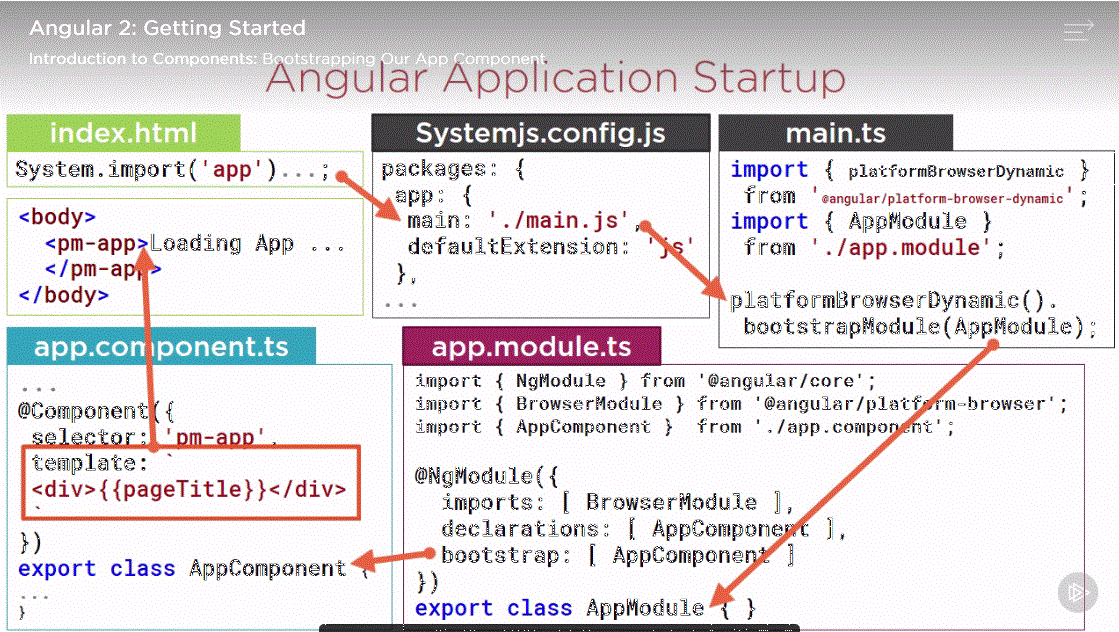 Angular 2: Getting Started
Introduction to Components: Bootstrapping Our App Component
Angular Application Startup
index.html
System.import('app')...;
<body>
<pm-app>Loading App ...
</pm-app>
</body>
Systemjs.config.js
packages: {
app: {
main: './main.js',
defaultExtension: 'js'
},
...
main.ts
import { platformBrowserDynamic }
from '@angular/platform-browser-dynamic';
import { AppModule }
from './app.module';
platformBrowserDynamic().
bootstrapModule(AppModule);
app.component.ts
...
@Component({
selector: 'pm-app',
template: `
<div>{{pageTitle}}</div>
`
})
export class AppComponent {
...
}
app.module.ts
import { NgModule } from '@angular/core';
import { BrowserModule } from '@angular/platform-browser';
import { AppComponent } from './app.component';
@NgModule({
imports: [ BrowserModule ],
declarations: [ AppComponent ],
bootstrap: [ AppComponent ]
})
export class AppModule { }